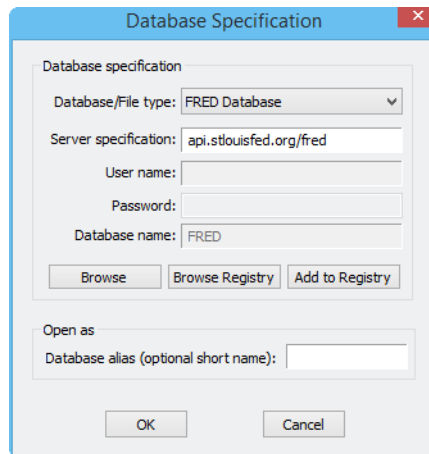 Database Specification
Database specification
Database/File type: FRED Database
Server specification: api.stlouisfed.org/fred
User name:
Password:
Database name: FRED
Browse Browse Registry Add to Registry
Open as
Database alias (optional short name):
OK Cancel